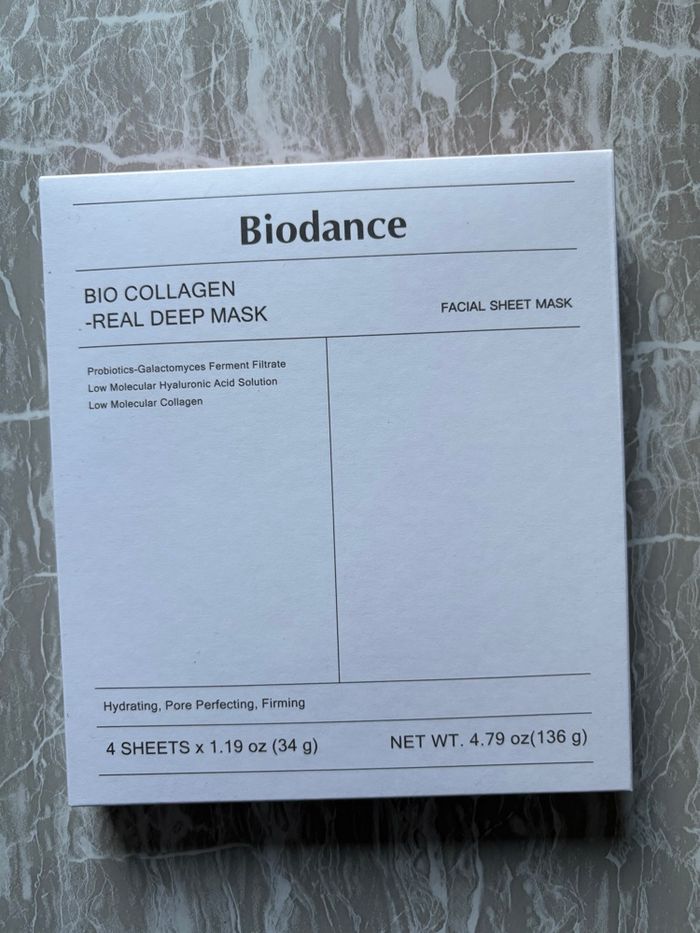 Biodance
BIO COLLAGEN
-REAL DEEP MASK
FACIAL SHEET MASK
Probiotics-Galactomyces Ferment Filtrate
Low Molecular Hyaluronic Acid Solution
Low Molecular Collagen
Hydrating, Pore Perfecting, Firming
4 SHEETS x 1.19 oz (34 g)
NET WT. 4.79 oz(136 g)